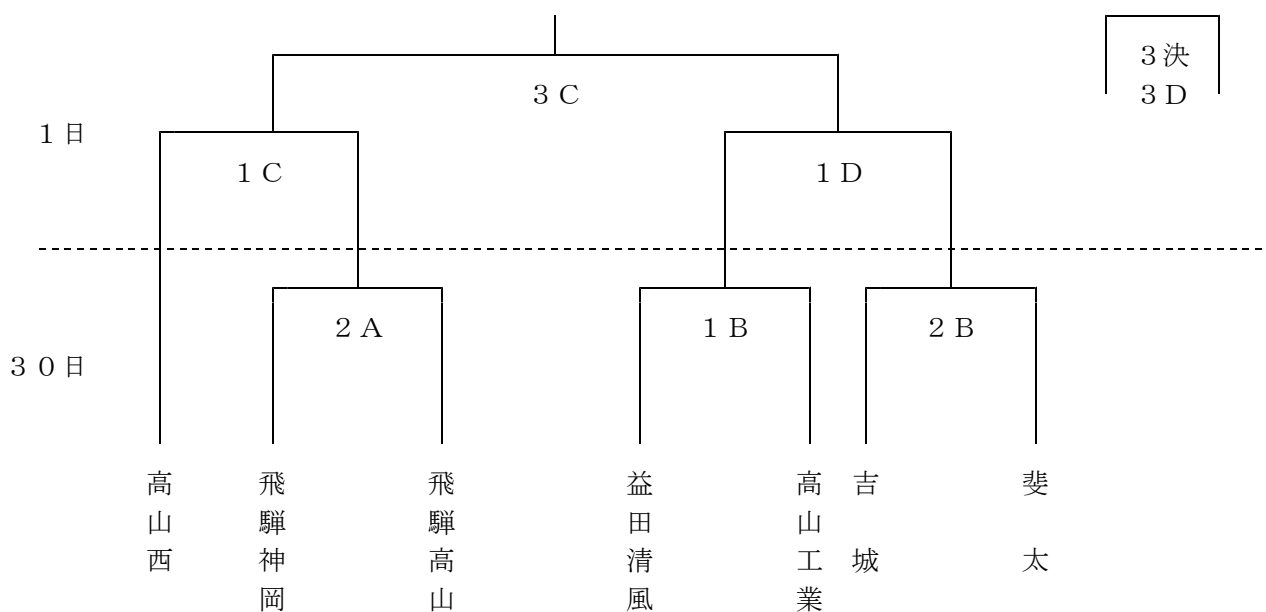 ３決
３Ｃ
３Ｄ
１日
１Ｃ
１Ｄ
２Ａ
１Ｂ
２Ｂ
３０日
高山西
飛騨神岡
飛騨高山
益田清風
高山工業
吉城
斐太